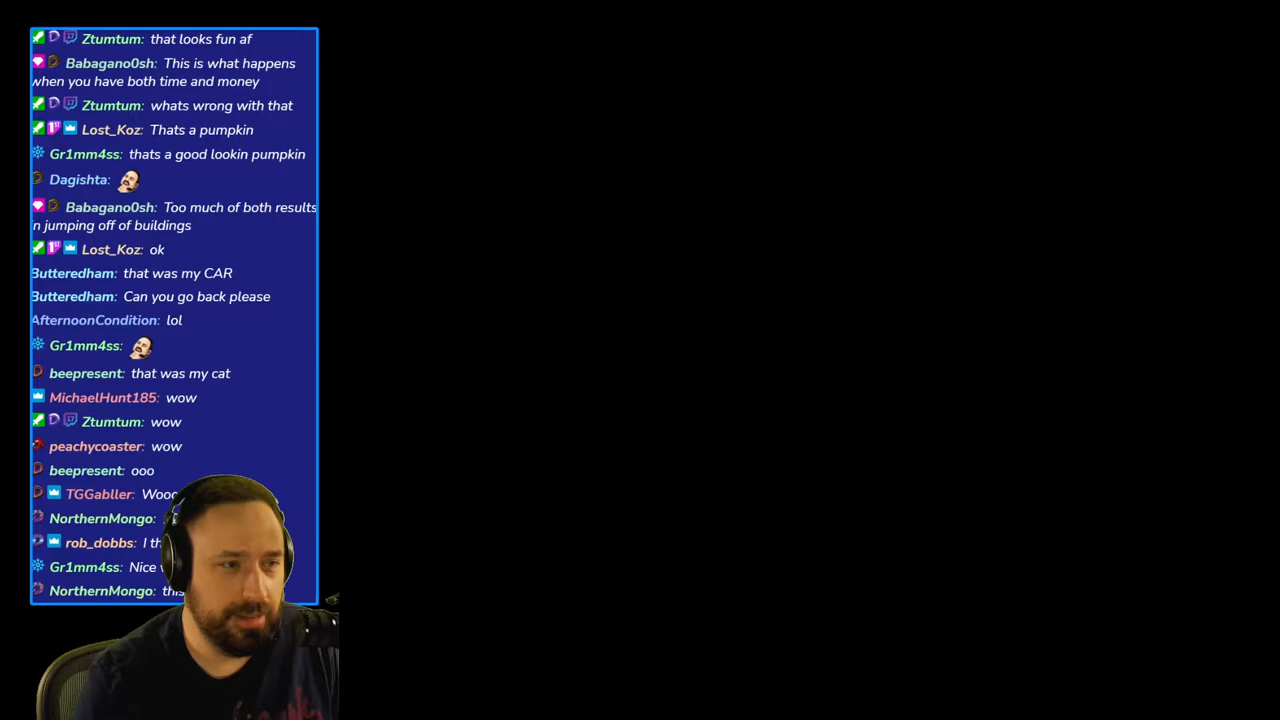 Ztumtum: that looks fun af
Babagano0sh: This is what happens
when you have both time and money
Ztumtum: whats wrong with that
Lost_Koz: Thats a pumpkin
Gr1mm4ss: thats a good lookin pumpkin
Dagishta:
Babagano0sh: Too much of both results
in jumping off of buildings
Lost_Koz: ok
Butteredham: that was my CAR
Butteredham: Can you go back please
AfternoonCondition: lol
Gr1mm4ss:
beepresent: that was my cat
MichaelHunt185: wow
Ztumtum: wow
peachycoaster: wow
beepresent: ooo
TGGabller:
NorthernMongo:
rob_dobbs: I
Gr1mm4ss: Nice
NorthernMongo: